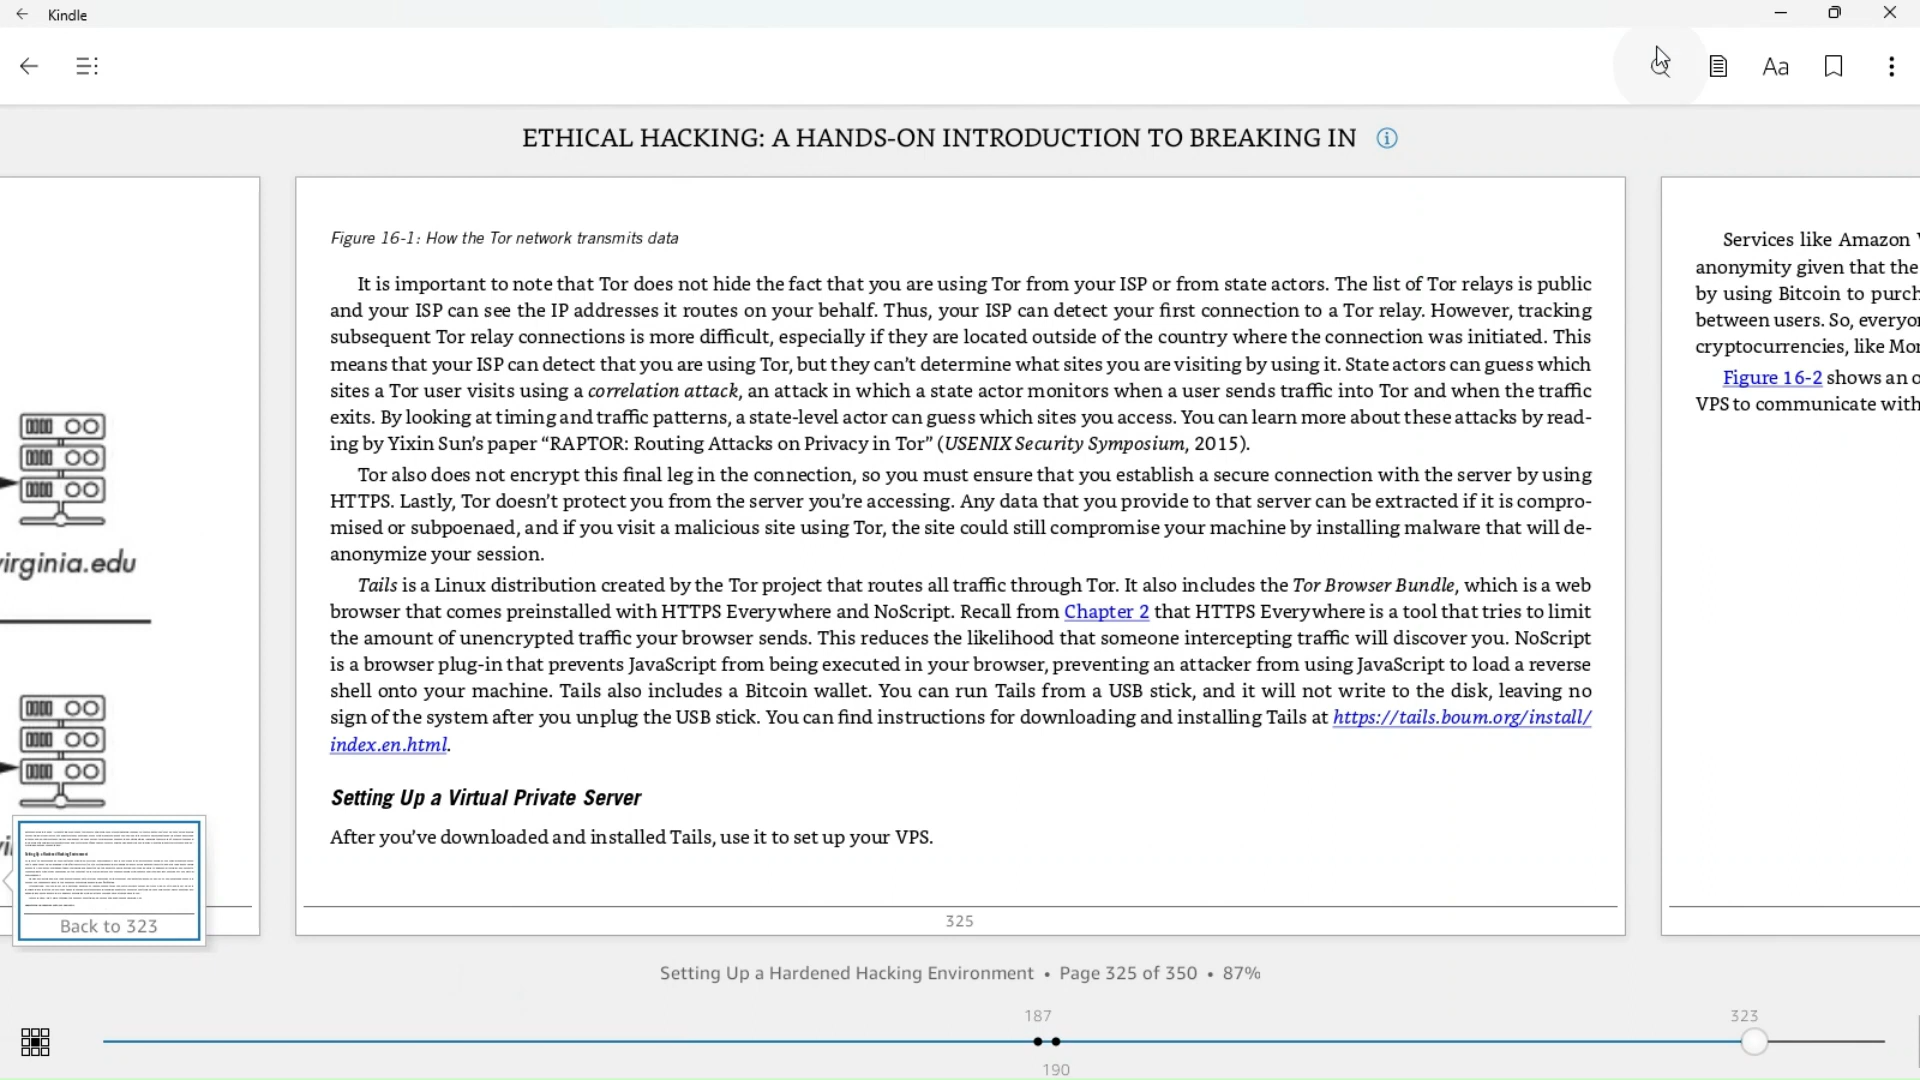 Kindle
Aa
ETHICAL HACKING: A HANDS-ON INTRODUCTION TO BREAKING IN
Figure 16-1: How the Tor network transmits data
It is important to note that Tor does not hide the fact that you are using Tor from your ISP or from state actors. The list of Tor relays is public
and your ISP can see the IP addresses it routes on your behalf. Thus, your ISP can detect your first connection to a Tor relay. However, tracking
subsequent Tor relay connections is more difficult, especially if they are located outside of the country where the connection was initiated. This
means that your ISP can detect that you are using Tor, but they can't determine what sites you are visiting by using it. State actors can guess which
sites a Tor user visits using a correlation attack, an attack in which a state actor monitors when a user sends traffic into Tor and when the traffic
exits. By looking at timing and traffic patterns, a state-level actor can guess which sites you access. You can learn more about these attacks by read-
ing by Yixin Sun's paper "RAPTOR: Routing Attacks on Privacy in Tor" (USENIX Security Symposium, 2015).
Tor also does not encrypt this final leg in the connection, so you must ensure that you establish a secure connection with the server by using
HTTPS. Lastly, Tor doesn't protect you from the server you're accessing. Any data that you provide to that server can be extracted if it is compro-
mised or subpoenaed, and if you visit a malicious site using Tor, the site could still compromise your machine by installing malware that will de-
anonymize your session.
Tails is a Linux distribution created by the Tor project that routes all traffic through Tor. It also includes the Tor Browser Bundle, which is a web
browser that comes preinstalled with HTTPS Everywhere and NoScript. Recall from Chapter 2 that HTTPS Everywhere is a tool that tries to limit
the amount of unencrypted traffic your browser sends. This reduces the likelihood that someone intercepting traffic will discover you. NoScript
is a browser plug-in that prevents JavaScript from being executed in your browser, preventing an attacker from using JavaScript to load a reverse
shell onto your machine. Tails also includes a Bitcoin wallet. You can run Tails from a USB stick, and it will not write to the disk, leaving no
sign of the system after you unplug the USB stick. You can find instructions for downloading and installing Tails at https://tails.boum.org/install/
index.en.html.
Setting Up a Virtual Private Server
After you've downloaded and installed Tails, use it to set up your VPS.
325
virginia.edu
Services like Amazon
anonymity given that the
by using Bitcoin to purch
between users. So, everyo
cryptocurrencies, like Mo
Figure 16-2 shows an o
VPS to communicate with
Back to 323
Setting Up a Hardened Hacking Environment • Page 325 of 350 • 87%
187
323
190